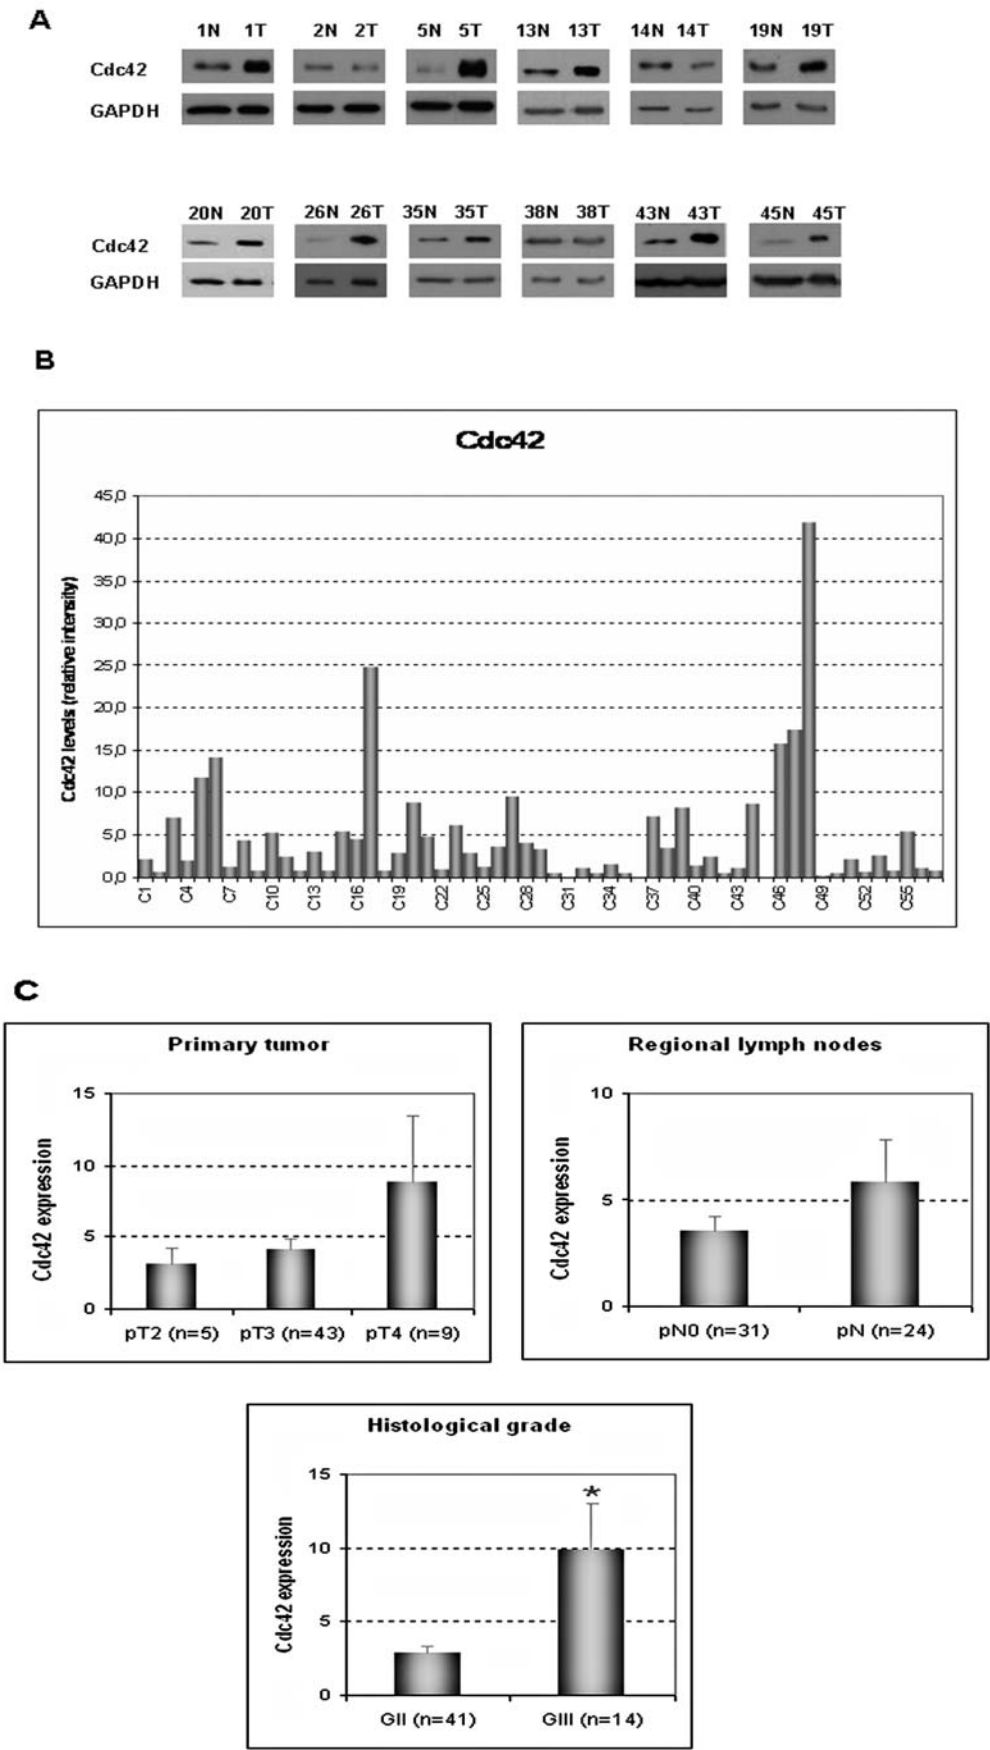 A
1N 1T 2N 2T 5N 5T 13N 13T 14N 14T 19N 19T
Cdc42
GAPDH
20N 20T 26N 26T 35N 35T 38N 38T 43N 43T 45N 45T
Cdc42
GAPDH
B
Cdc42
Cdc42 levels (relative intensity)
45,0
40,0
35,0
30,0
25,0
20,0
15,0
10,0
5,0
0,0
C1 C4 C7 C10 C13 C16 C19 C22 C25 C28 C31 C34 C37 C40 C43 C46 C49 C52 C55
C
Primary tumor
Cdc42 expression
15
10
5
0
pT2 (n=5) pT3 (n=43) pT4 (n=9)
Regional lymph nodes
Cdc42 expression
10
5
0
pN0 (n=31) pN (n=24)
Histological grade
Cdc42 expression
15
10
5
0
*
GII (n=41) GIII (n=14)